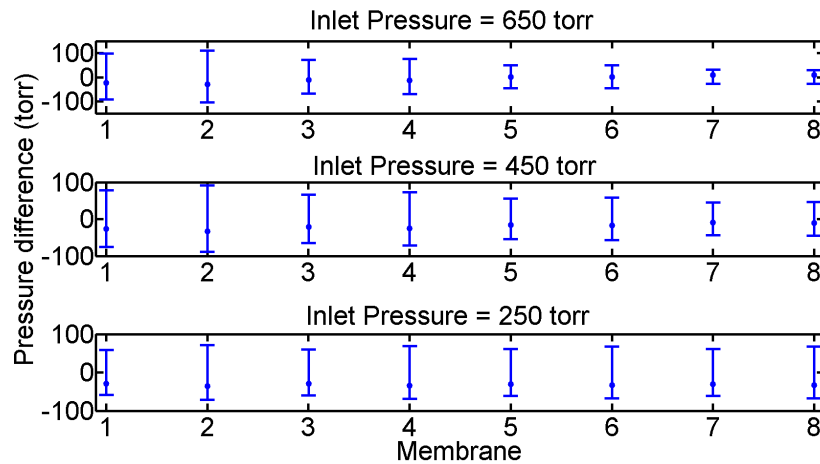 Inlet Pressure = 650 torr
100
0
-100
1 2 3 4 5 6 7 8
Inlet Pressure = 450 torr
100
0
-100
1 2 3 4 5 6 7 8
Inlet Pressure = 250 torr
100
0
-100
1 2 3 4 5 6 7 8
Membrane
Pressure difference (torr)